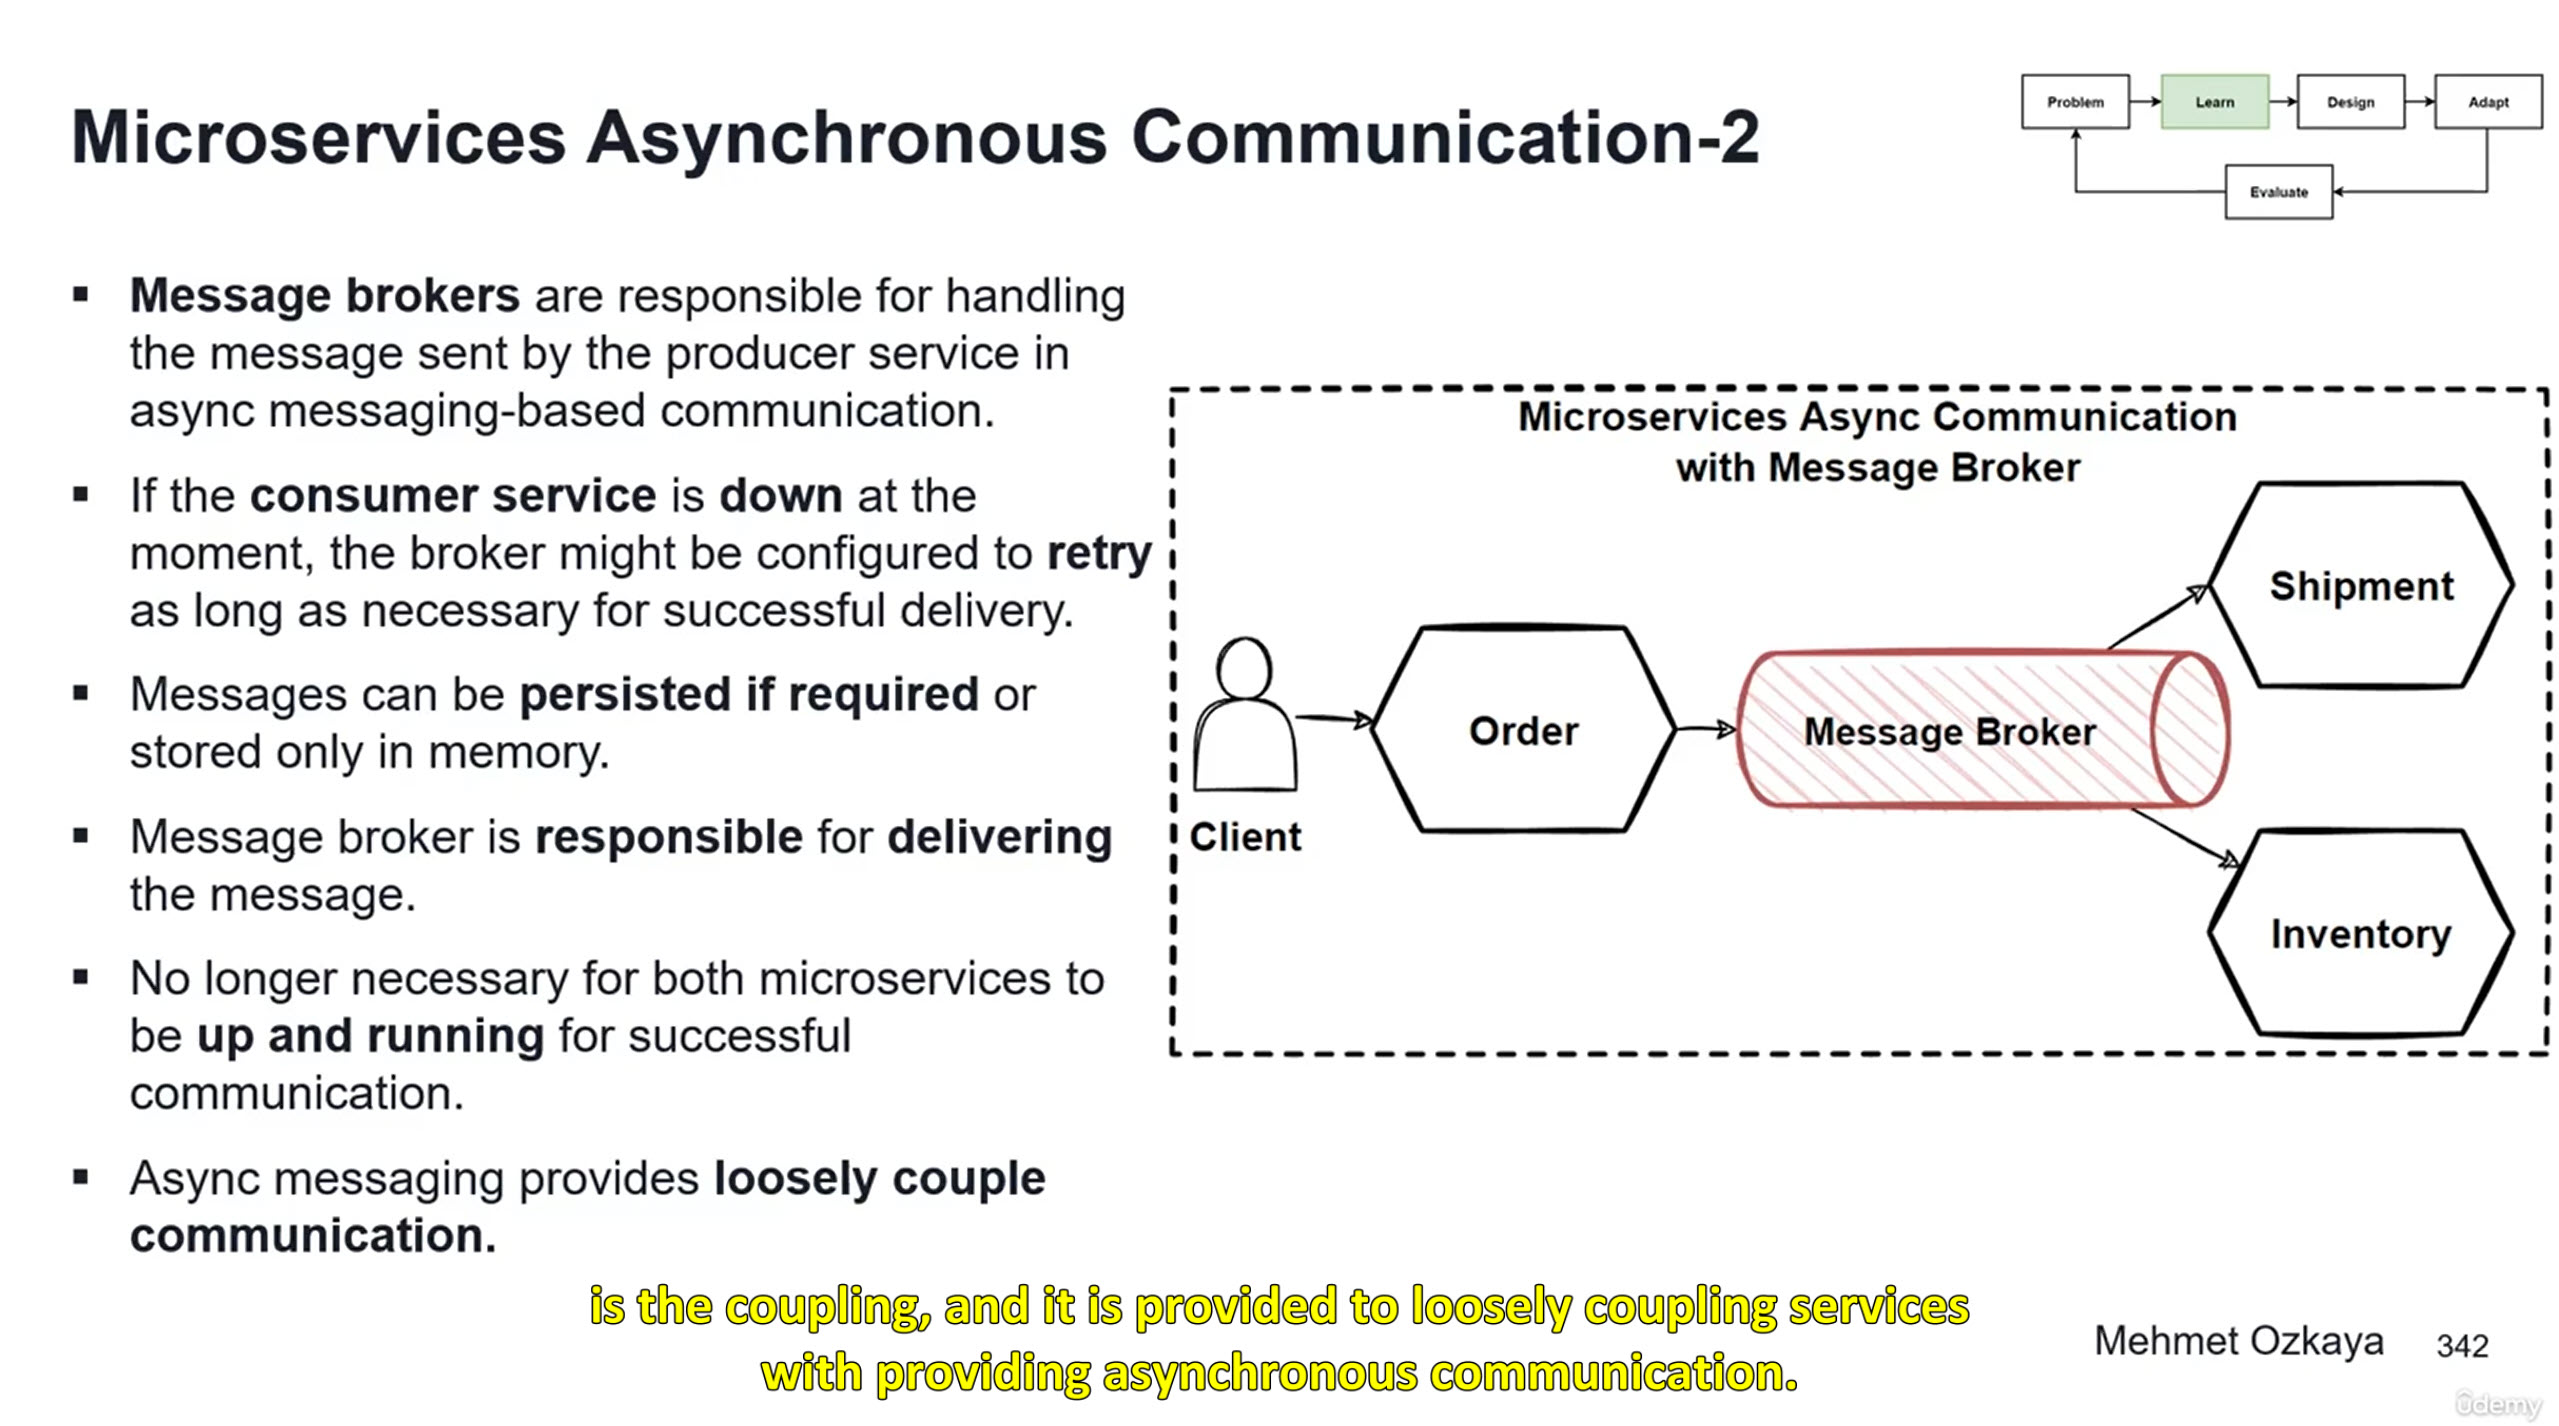 Microservices Asynchronous Communication-2
Problem
Learn
Design
Adapt
Evaluate
▪ Message brokers are responsible for handling
the message sent by the producer service in
async messaging-based communication.
▪ If the consumer service is down at the
moment, the broker might be configured to retry
as long as necessary for successful delivery.
▪ Messages can be persisted if required or
stored only in memory.
▪ Message broker is responsible for delivering
the message.
▪ No longer necessary for both microservices to
be up and running for successful
communication.
▪ Async messaging provides loosely couple
communication.
Microservices Async Communication
with Message Broker
Client
Order
Message Broker
Shipment
Inventory
is the coupling, and it is provided to loosely coupling services
with providing asynchronous communication.
Mehmet Ozkaya 342
ûdemy